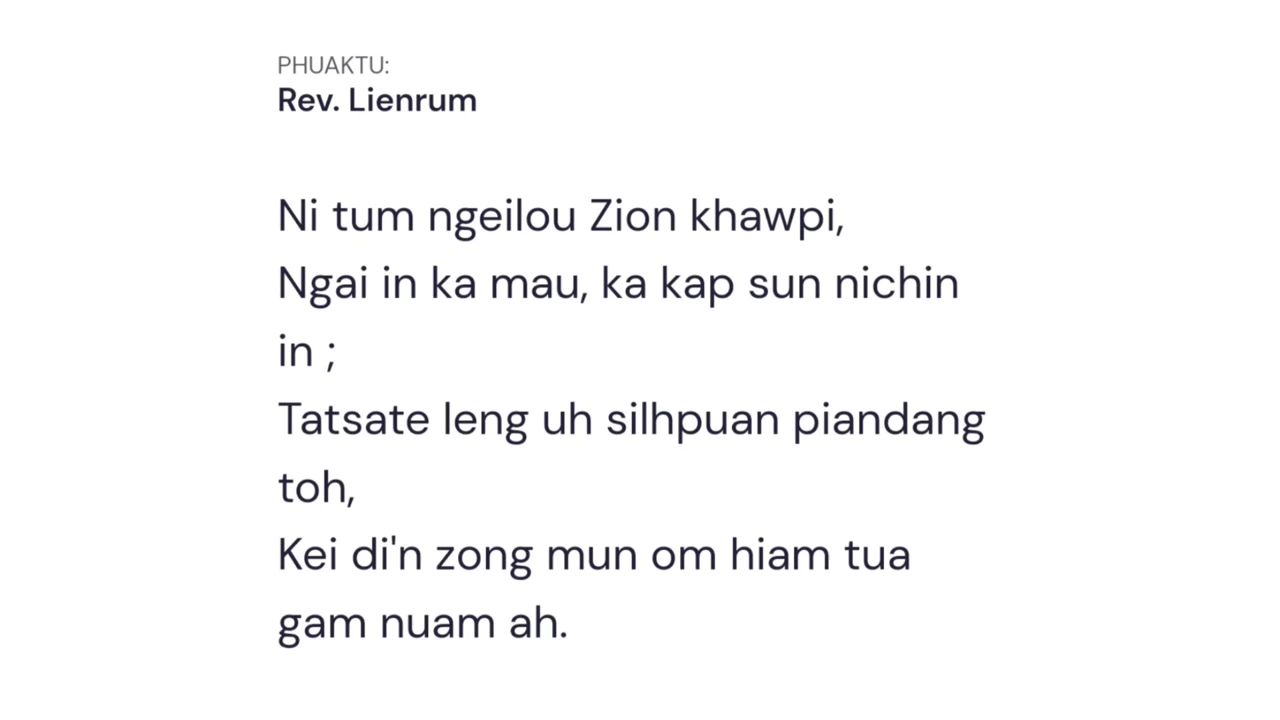 PHUAKTU:
Rev. Lienrum
Ni tum ngeilou Zion khawpi,
Ngai in ka mau, ka kap sun nichin
in ;
Tatsate leng uh silhpuan piandang
toh,
Kei di'n zong mun om hiam tua
gam nuam ah.